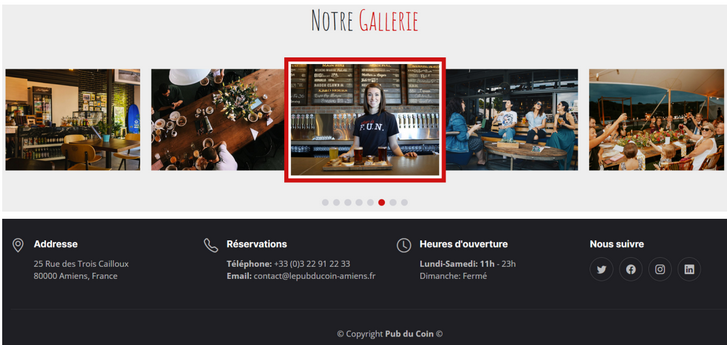 NOTRE GALLERIE
F.U.N.
Addresse
25 Rue des Trois Cailloux
80000 Amiens, France
Réservations
Téléphone: +33 (0)3 22 91 22 33
Email: contact@lepubducoin-amiens.fr
Heures d'ouverture
Lundi-Samedi: 11h - 23h
Dimanche: Fermé
Nous suivre
© Copyright Pub du Coin ©